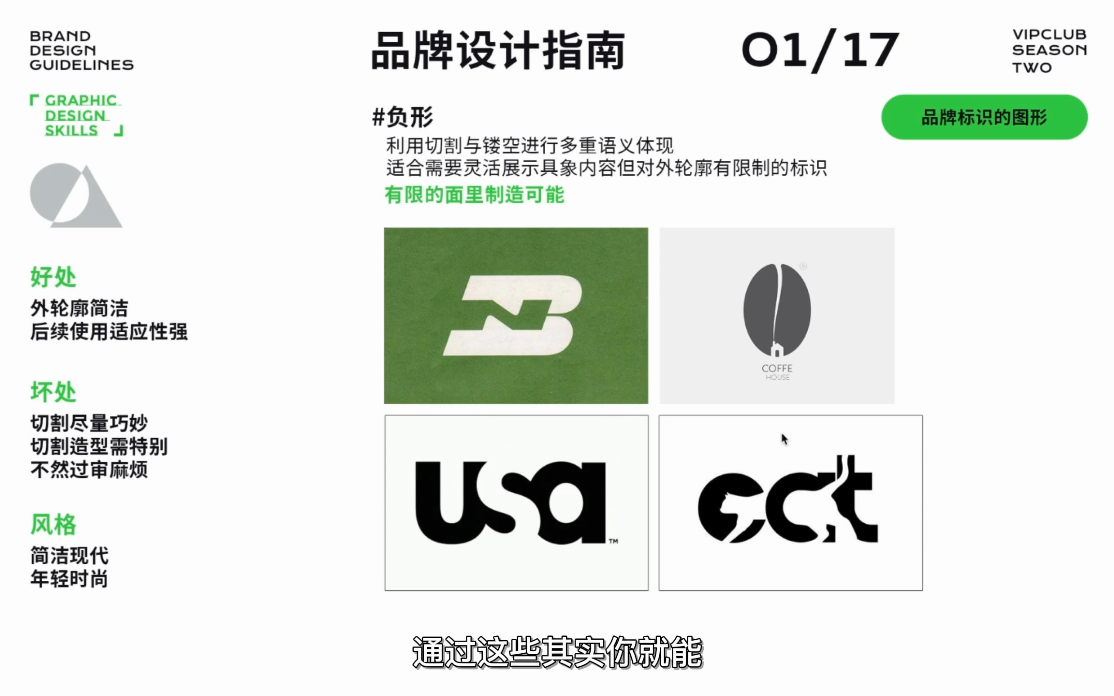 BRAND
DESIGN
GUIDELINES
品牌设计指南
01/17
VIPCLUB
SEASON
TWO
GRAPHIC
DESIGN
SKILLS
#负形
利用切割与镂空进行多重语义体现
适合需要灵活展示具象内容但对外轮廓有限制的标识
有限的面里制造可能
品牌标识的图形
好处
外轮廓简洁
后续使用适应性强
坏处
切割尽量巧妙
切割造型需特别
不然过审麻烦
风格
简洁现代
年轻时尚
BN
®
COFFE
HOUSE
usa
™
通过这些其实你就能